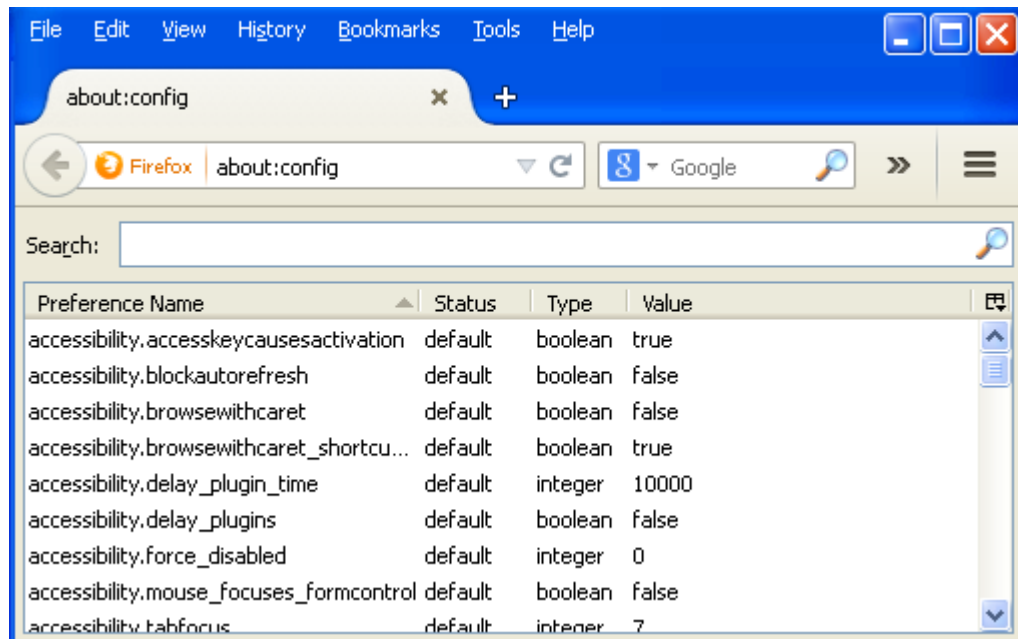 File Edit View History Bookmarks Tools Help
about:config
Firefox about:config Google
Search:
Preference Name Status Type Value
accessibility.accesskeycausesactivation default boolean true
accessibility.blockautorefresh default boolean false
accessibility.browsewithcaret default boolean false
accessibility.browsewithcaret_shortcu... default boolean true
accessibility.delay_plugin_time default integer 10000
accessibility.delay_plugins default boolean false
accessibility.force_disabled default integer 0
accessibility.mouse_focuses_formcontrol default boolean false
accessibility.tabfocus default integer 7